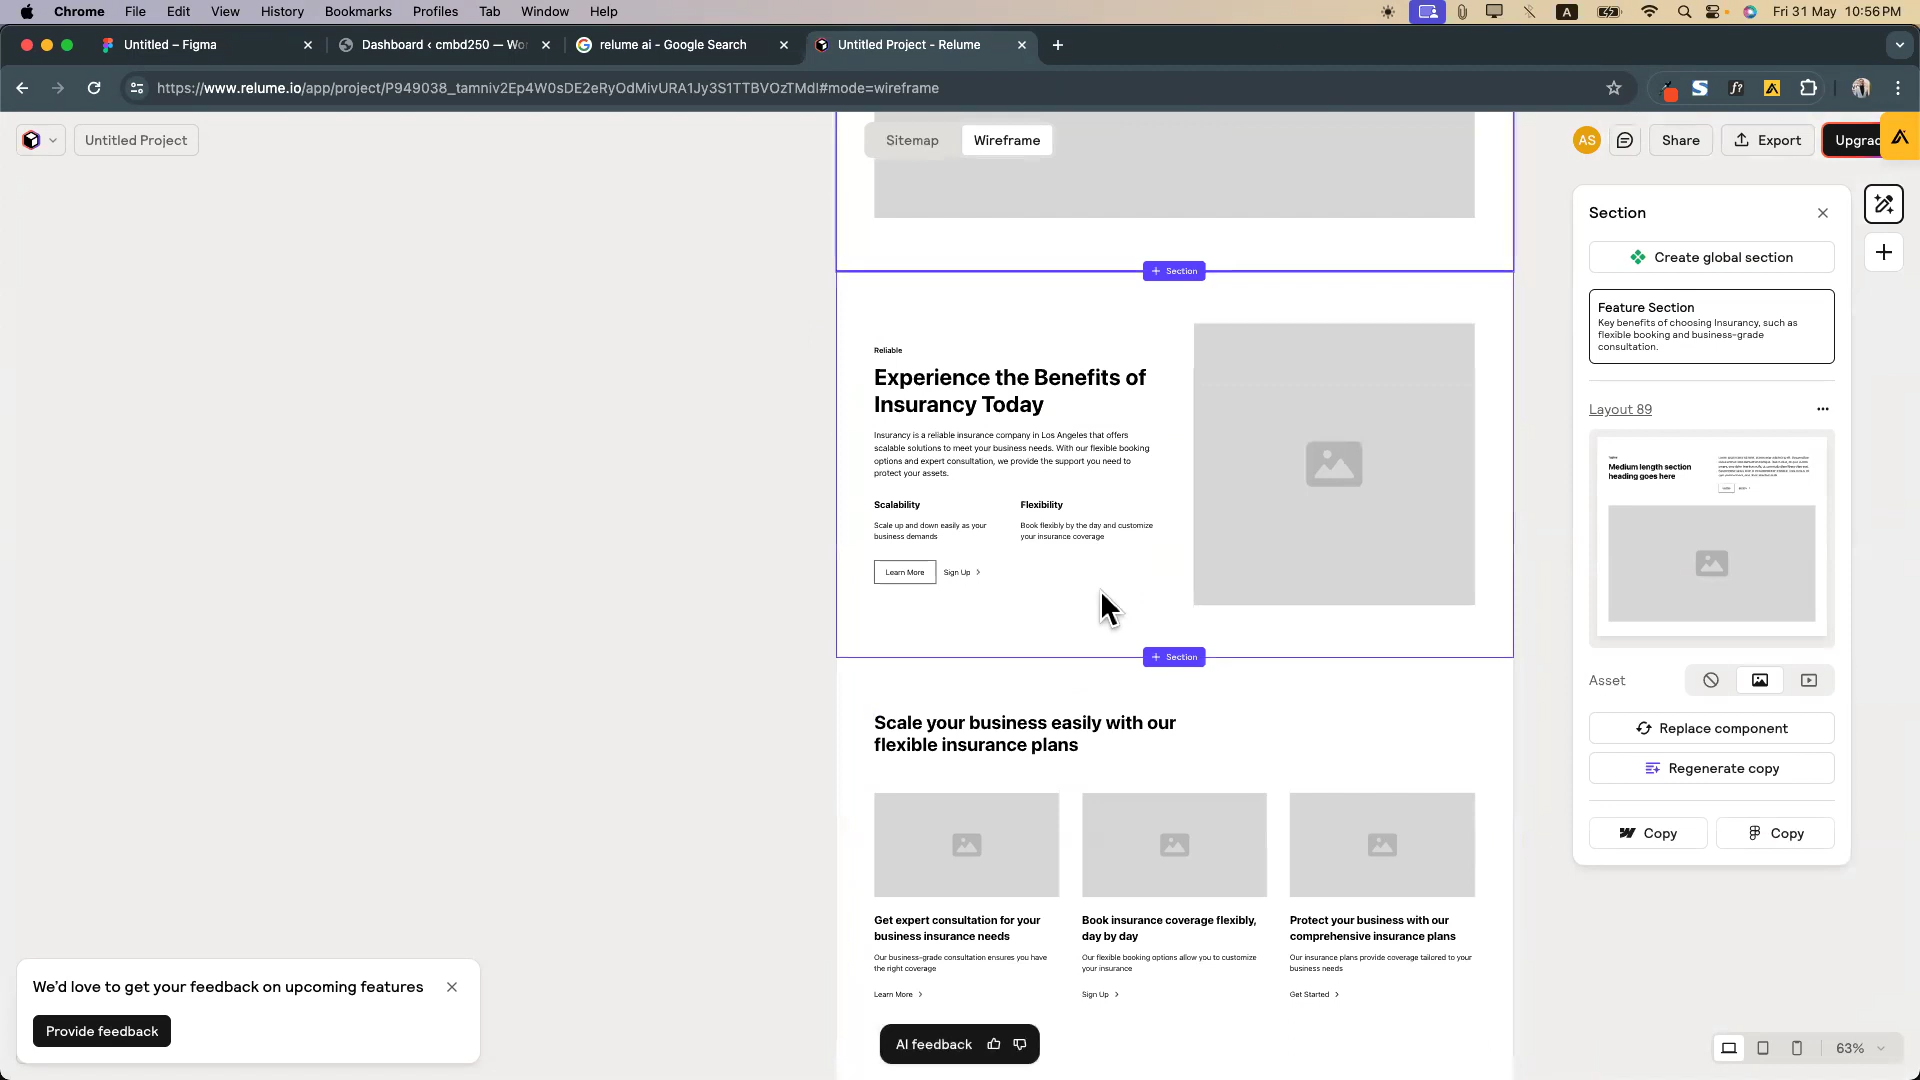 Chrome File Edit View History Bookmarks Profiles Tab Window Help
A Fri 31 May 10:56 PM
Untitled – Figma
Dashboard ‹ cmbd250 — Wor
relume ai - Google Search
Untitled Project - Relume
https://www.relume.io/app/project/P949038_tamniv2Ep4W0sDE2eRyOdMivURA1Jy3S1TTBVOzTMdI#mode=wireframe
Untitled Project
Sitemap
Wireframe
AS
Share
Export
Upgrad
Section
Create global section
Feature Section
Key benefits of choosing Insurancy, such as
flexible booking and business-grade
consultation.
Layout 89
Medium length section
heading goes here
Asset
Replace component
Regenerate copy
Copy
Copy
Section
Reliable
Experience the Benefits of
Insurancy Today
Insurancy is a reliable insurance company in Los Angeles that offers
scalable solutions to meet your business needs. With our flexible booking
options and expert consultation, we provide the support you need to
protect your assets.
Scalability
Scale up and down easily as your
business demands
Flexibility
Book flexibly by the day and customize
your insurance coverage
Learn More
Sign Up
Section
Scale your business easily with our
flexible insurance plans
Get expert consultation for your
business insurance needs
Our business-grade consultation ensures you have
the right coverage
Learn More
Book insurance coverage flexibly,
day by day
Our flexible booking options allow you to customize
your insurance
Sign Up
Protect your business with our
comprehensive insurance plans
Our insurance plans provide coverage tailored to your
business needs
Get Started
We'd love to get your feedback on upcoming features
Provide feedback
AI feedback
63%